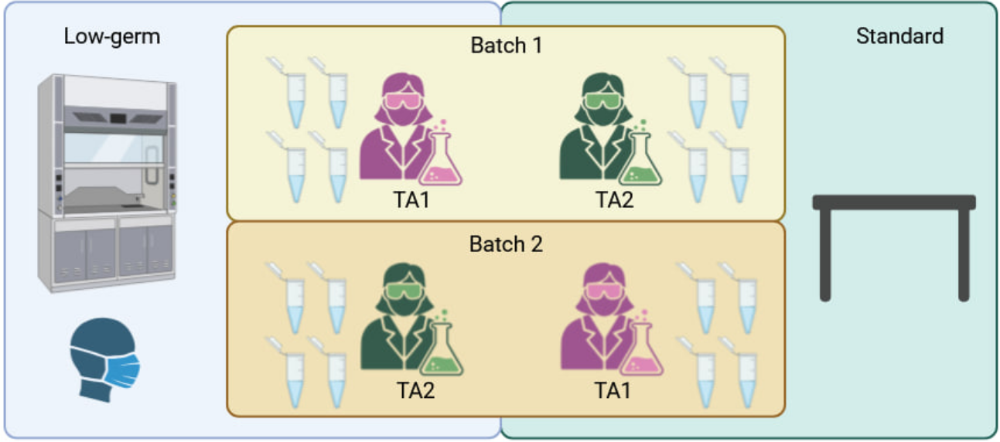 Low-germ
Batch 1
Standard
TA1
TA2
Batch 2
TA2
TA1